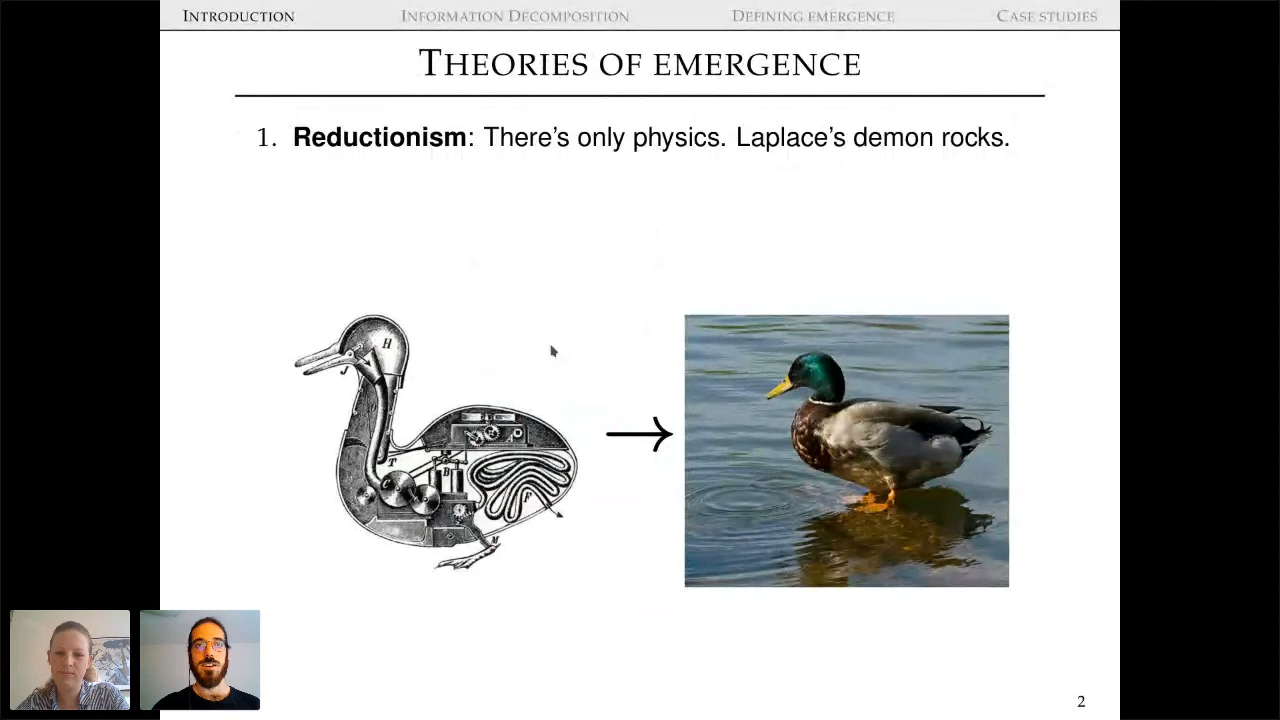 INTRODUCTION INFORMATION DECOMPOSITION DEFINING EMERGENCE CASE STUDIES
THEORIES OF EMERGENCE
1. Reductionism: There's only physics. Laplace's demon rocks.
H
J
A
T
B
C
F
M
2